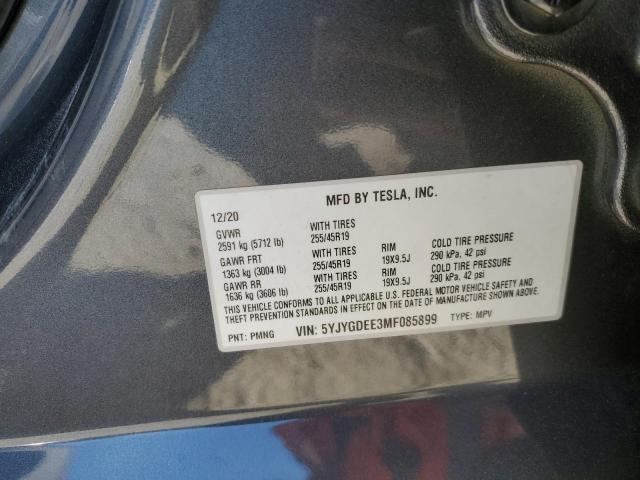 MFD BY TESLA, INC.
12/20
GVWR WITH TIRES
2591 kg (5712 lb) 255/45R19
GAWR FRT WITH TIRES RIM COLD TIRE PRESSURE
1363 kg (3004 lb) 255/45R19 19X9.5J 290 kPa, 42 psi
GAWR RR WITH TIRES RIM COLD TIRE PRESSURE
1636 kg (3606 lb) 255/45R19 19X9.5J 290 kPa, 42 psi
THIS VEHICLE CONFORMS TO ALL APPLICABLE U.S. FEDERAL MOTOR VEHICLE SAFETY AND
THEFT PREVENTION STANDARDS IN EFFECT ON THE DATE OF MANUFACTURE SHOWN ABOVE.
PNT: PMNG VIN: 5YJYGDEE3MF085899 TYPE: MPV